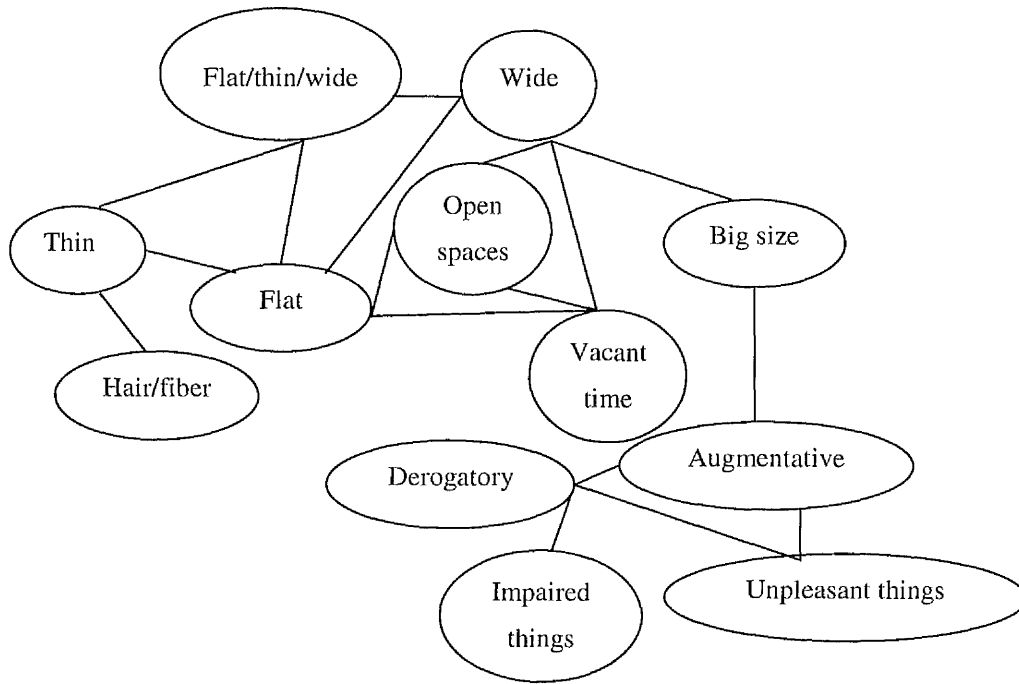 Flat/thin/wide
Wide
Open
spaces
Thin
Big size
Flat
Vacant
time
Hair/fiber
Augmentative
Derogatory
Impaired
things
Unpleasant things